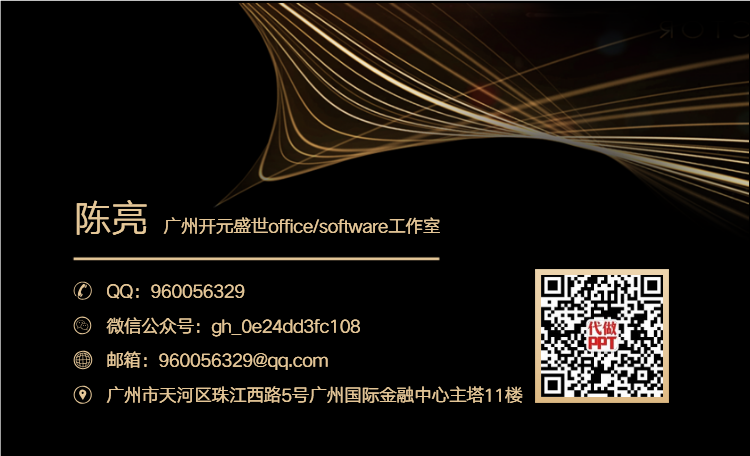 陈亮 广州开元盛世office/software工作室
QQ：960056329
微信公众号：gh_0e24dd3fc108
邮箱：960056329@qq.com
广州市天河区珠江西路5号广州国际金融中心主塔11楼
代做
PPT